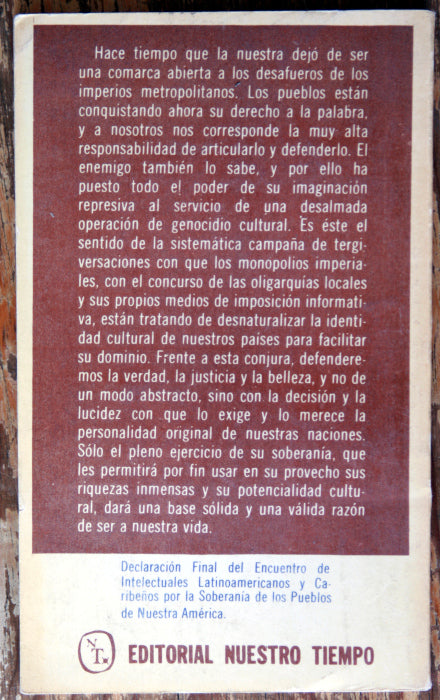 Hace tiempo que la nuestra dejó de ser
una comarca abierta a los desafueros de los
imperios metropolitanos. Los pueblos están
conquistando ahora su derecho a la palabra,
y a nosotros nos corresponde la muy alta
responsabilidad de articularlo y defenderlo. El
enemigo también lo sabe, y por ello ha
puesto todo el poder de su imaginación
represiva al servicio de una desalmada
operación de genocidio cultural. Es éste el
sentido de la sistemática campaña de tergi-
versaciones con que los monopolios imperia-
les, con el concurso de las oligarquías locales
y sus propios medios de imposición informati-
va, están tratando de desnaturalizar la identi-
dad cultural de nuestros países para facilitar
su dominio. Frente a esta conjura, defendere-
mos la verdad, la justicia y la belleza, y no de
un modo abstracto, sino con la decisión y la
lucidez con que lo exige y lo merece la
personalidad original de nuestras naciones.
Sólo el pleno ejercicio de su soberanía, que
les permitirá por fin usar en su provecho sus
riquezas inmensas y su potencialidad cultu-
ral, dará una base sólida y una válida razón
de ser a nuestra vida.
Declaración Final del Encuentro de
Intelectuales Latinoamericanos y Ca-
ribeños por la Soberanía de los Pueblos
de Nuestra América.
NT EDITORIAL NUESTRO TIEMPO